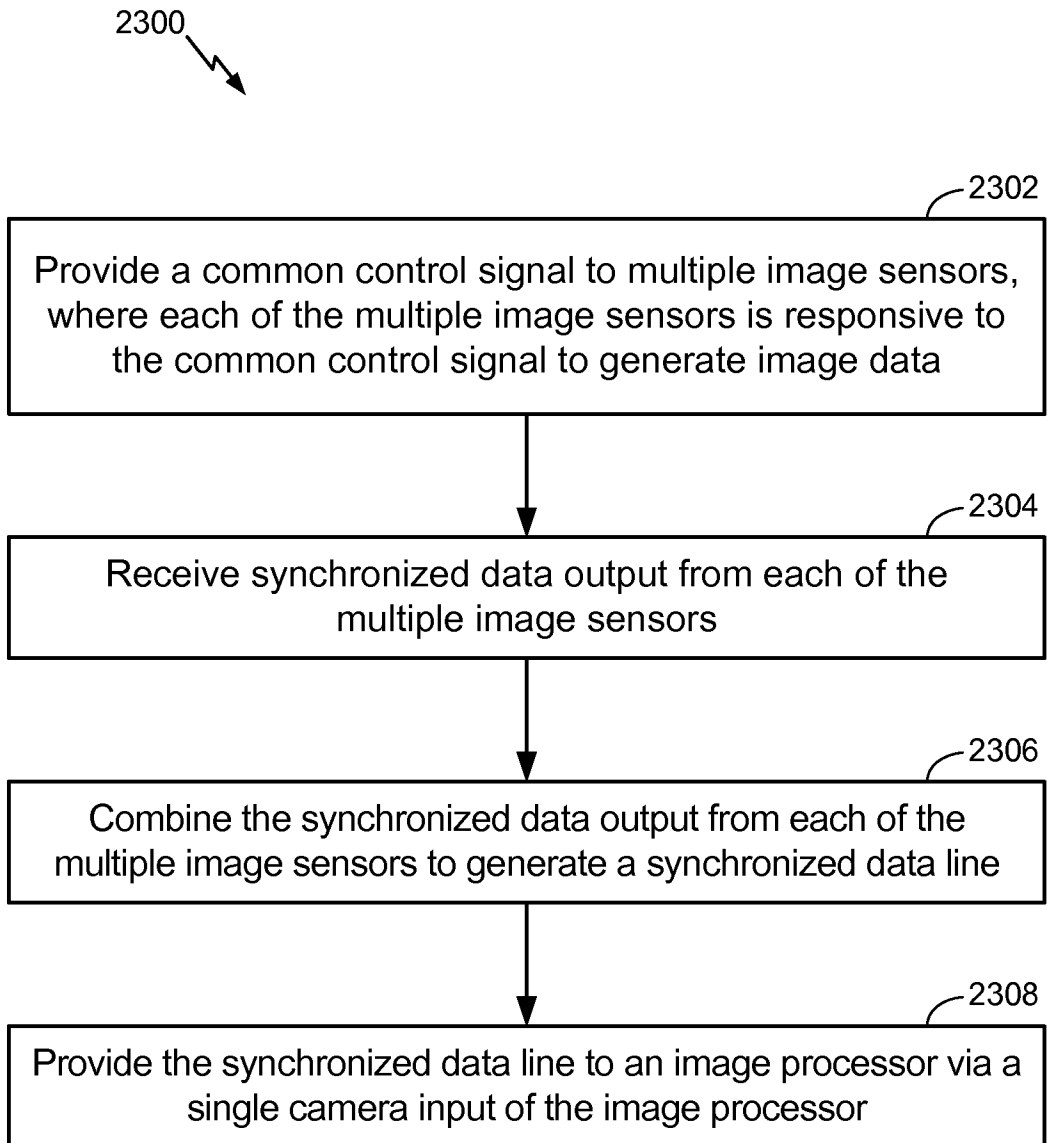 2300
2302
Provide a common control signal to multiple image sensors,
where each of the multiple image sensors is responsive to
the common control signal to generate image data
2304
Receive synchronized data output from each of the
multiple image sensors
2306
Combine the synchronized data output from each of the
multiple image sensors to generate a synchronized data line
2308
Provide the synchronized data line to an image processor via a
single camera input of the image processor